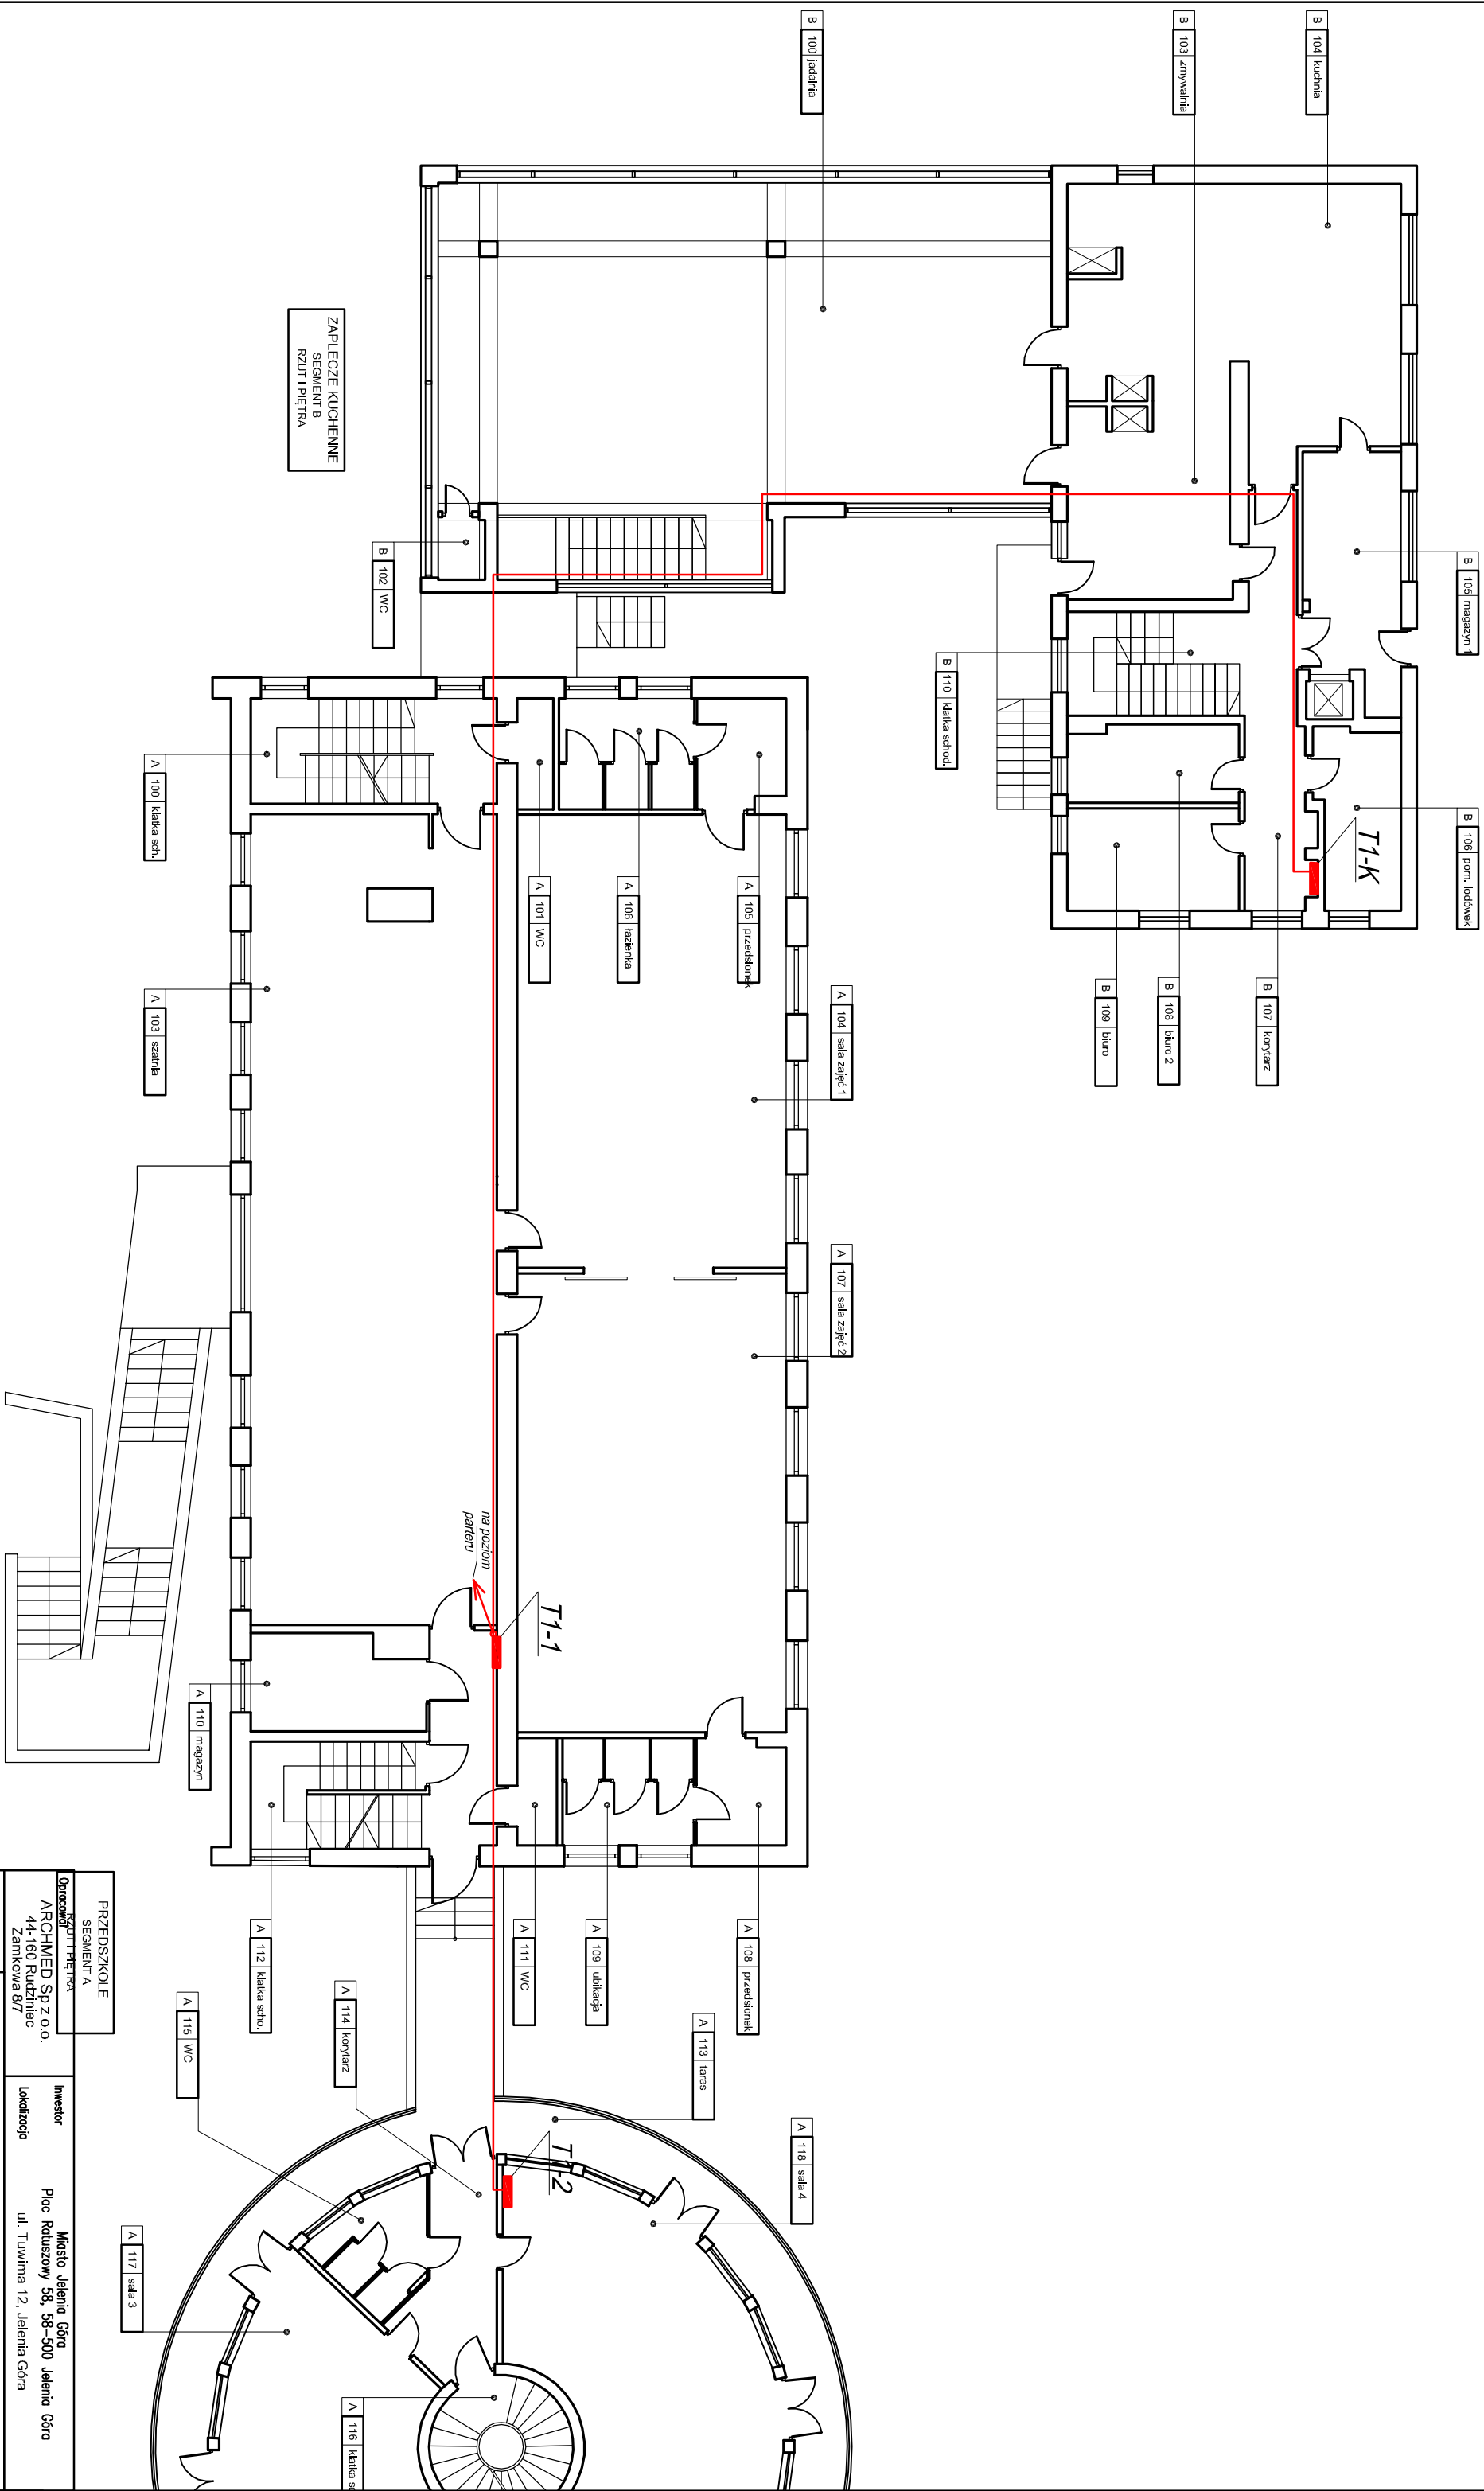 B 104 kuchnia
B 103 zmywalnia
B 100 jadalnia
B 105 magazyn 1
B 106 pom. lodówek
T1-K
B 110 klatka schod.
B 102 WC
B 107 korytarz
B 108 biuro 2
B 109 biuro
ZAPLECZE KUCHENNE
SEGMENT B
RZUT I PIĘTRA
A 104 sala zajęć 1
A 107 sala zajęć 2
A 105 przedsionek
A 106 łazienka
A 101 WC
A 100 klatka sch.
A 103 szatnia
na poziom
parteru
T1-1
A 110 magazyn
A 108 przedsionek
A 109 ubikacja
A 111 WC
A 112 klatka scho.
A 118 sala 4
A 113 taras
A 114 korytarz
A 115 WC
A 117 sala 3
A 116 klatka
PRZEDSZKOLE
SEGMENT A
RZUT I PIĘTRA
Opracował
ARCHMED Sp z o.o.
44-160 Rudziniec
Zamkowa 8/7
Inwestor
Miasto Jelenia Góra
Plac Ratuszowy 58, 58-500 Jelenia Góra
Lokalizacja
ul. Tuwima 12, Jelenia Góra